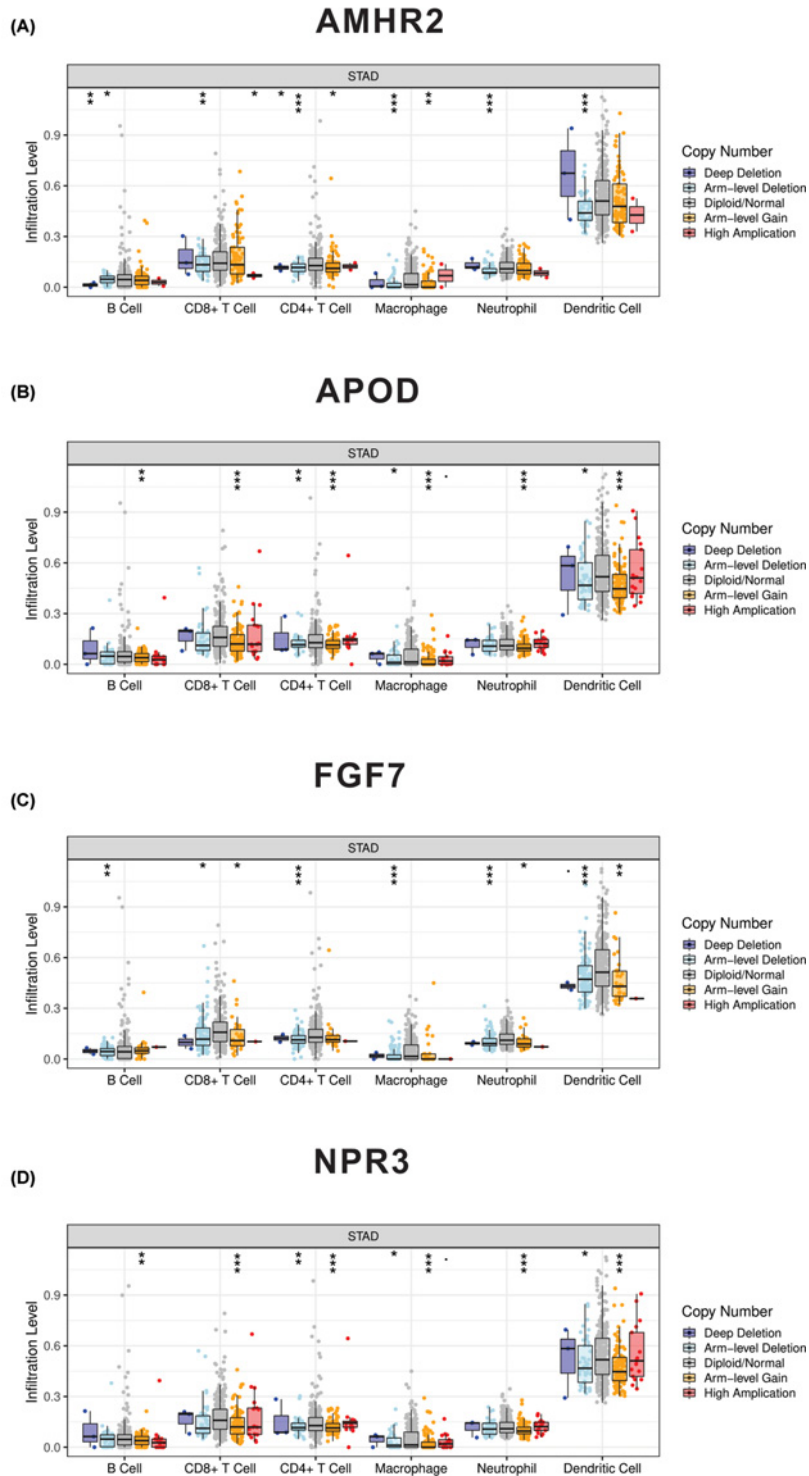 (A)
AMHR2
STAD
** * ** * * *** * *** ** *** ***
0.9
0.6
0.3
0.0
Infiltration Level
B Cell CD8+ T Cell CD4+ T Cell Macrophage Neutrophil Dendritic Cell
Copy Number
Deep Deletion
Arm-level Deletion
Diploid/Normal
Arm-level Gain
High Amplication
(B)
APOD
STAD
** *** ** *** * *** . *** * ***
0.9
0.6
0.3
0.0
Infiltration Level
B Cell CD8+ T Cell CD4+ T Cell Macrophage Neutrophil Dendritic Cell
Copy Number
Deep Deletion
Arm-level Deletion
Diploid/Normal
Arm-level Gain
High Amplication
(C)
FGF7
STAD
** * * *** *** *** * . *** **
0.9
0.6
0.3
0.0
Infiltration Level
B Cell CD8+ T Cell CD4+ T Cell Macrophage Neutrophil Dendritic Cell
Copy Number
Deep Deletion
Arm-level Deletion
Diploid/Normal
Arm-level Gain
High Amplication
(D)
NPR3
STAD
** *** ** *** * *** . *** * ***
0.9
0.6
0.3
0.0
Infiltration Level
B Cell CD8+ T Cell CD4+ T Cell Macrophage Neutrophil Dendritic Cell
Copy Number
Deep Deletion
Arm-level Deletion
Diploid/Normal
Arm-level Gain
High Amplication